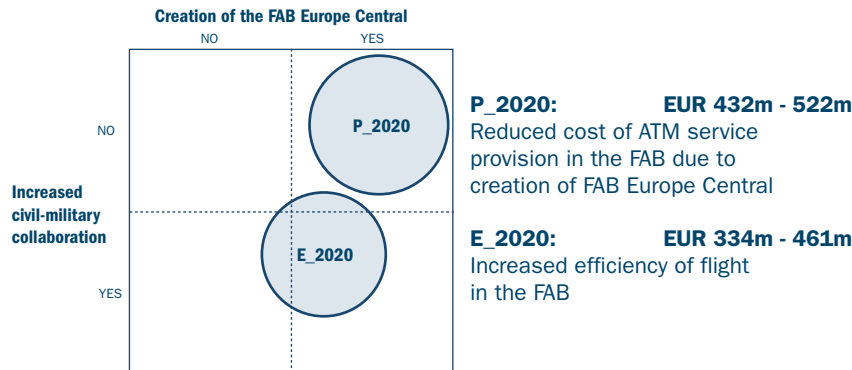 Creation of the FAB Europe Central
NO YES
NO
P_2020
Increased
civil-military
collaboration
E_2020
YES
P_2020: EUR 432m - 522m
Reduced cost of ATM service
provision in the FAB due to
creation of FAB Europe Central
E_2020: EUR 334m - 461m
Increased efficiency of flight
in the FAB